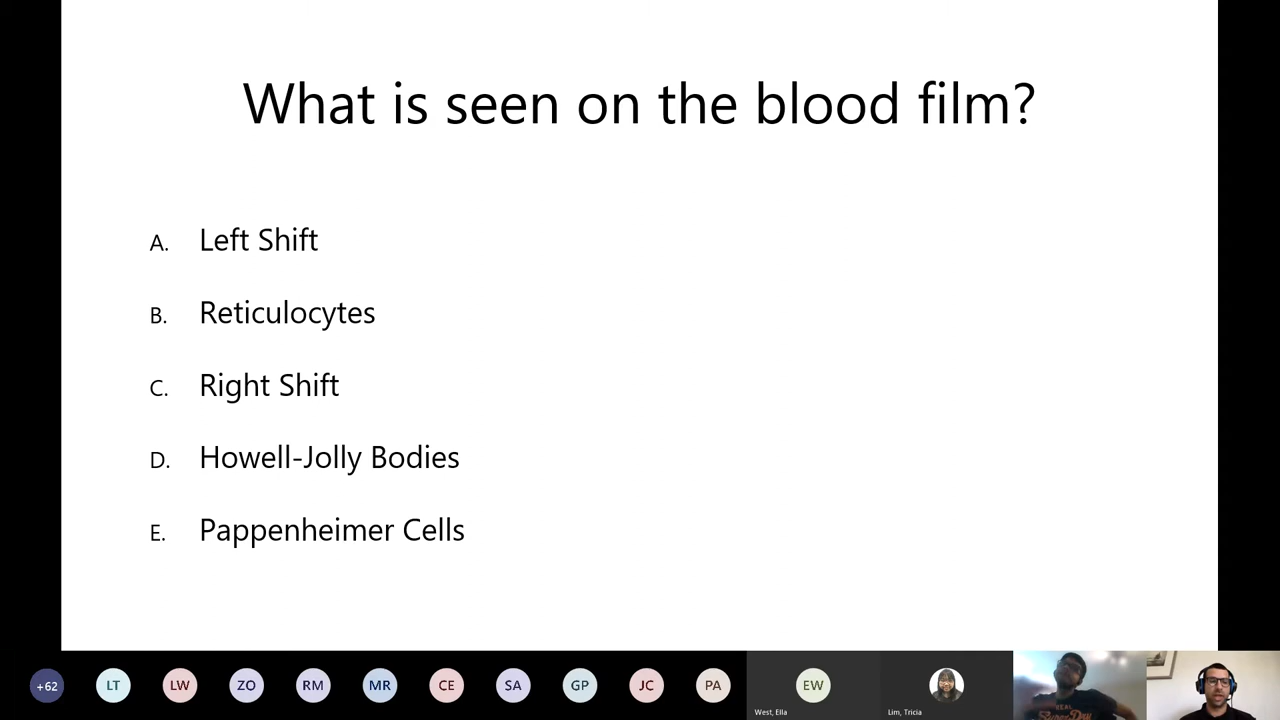 What is seen on the blood film?
A. Left Shift
B. Reticulocytes
C. Right Shift
D. Howell-Jolly Bodies
E. Pappenheimer Cells
+62 LT LW ZO RM MR CE SA GP JC PA EW
West, Ella
Lim, Tricia